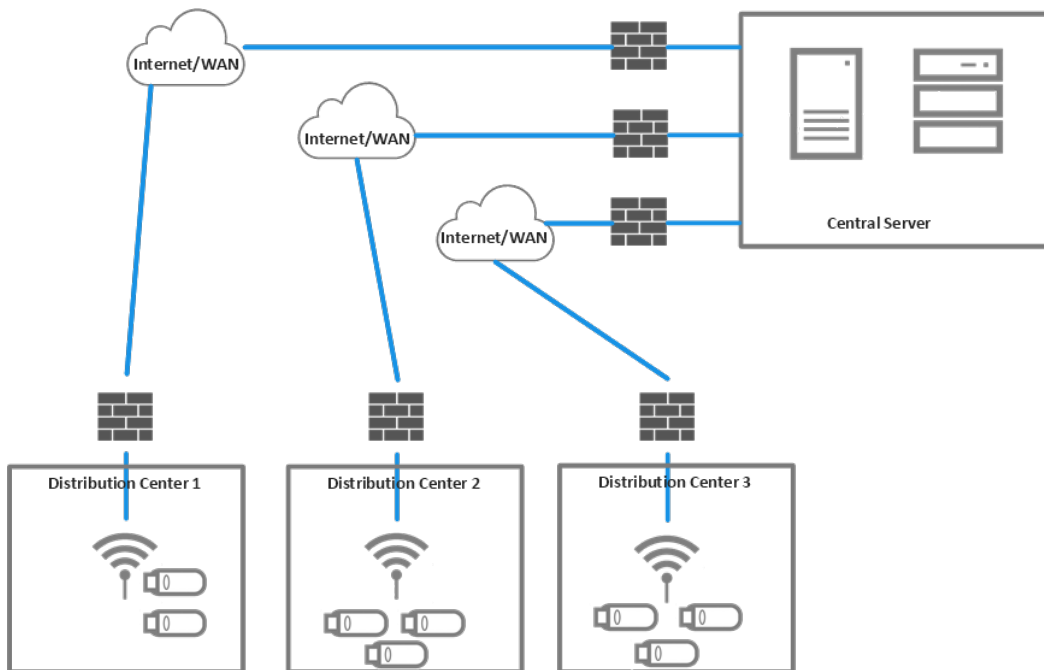 Internet/WAN
Internet/WAN
Internet/WAN
Central Server
Distribution Center 1
Distribution Center 2
Distribution Center 3